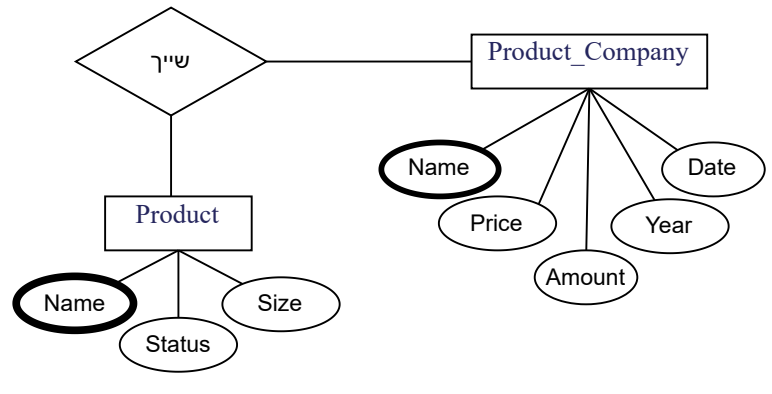 שייך
Product_Company
Name
Date
Price
Year
Amount
Product
Name
Size
Status